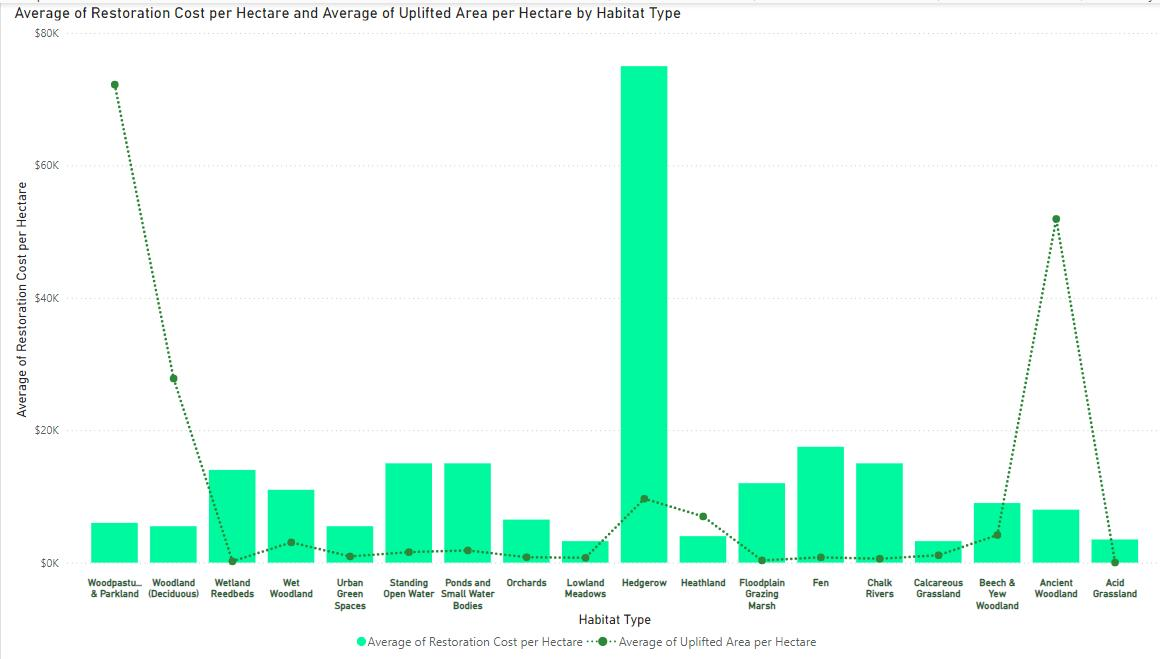 Average of Restoration Cost per Hectare and Average of Uplifted Area per Hectare by Habitat Type
$80K
$60K
$40K
$20K
$0K
Average of Restoration Cost per Hectare
Woodpastu...
& Parkland
Woodland
(Deciduous)
Wetland
Reedbeds
Wet
Woodland
Urban
Green
Spaces
Standing
Open Water
Ponds and
Small Water
Bodies
Orchards
Lowland
Meadows
Hedgerow
Heathland
Floodplain
Grazing
Marsh
Fen
Chalk
Rivers
Calcareous
Grassland
Beech &
Yew
Woodland
Ancient
Woodland
Acid
Grassland
Habitat Type
Average of Restoration Cost per Hectare
Average of Uplifted Area per Hectare